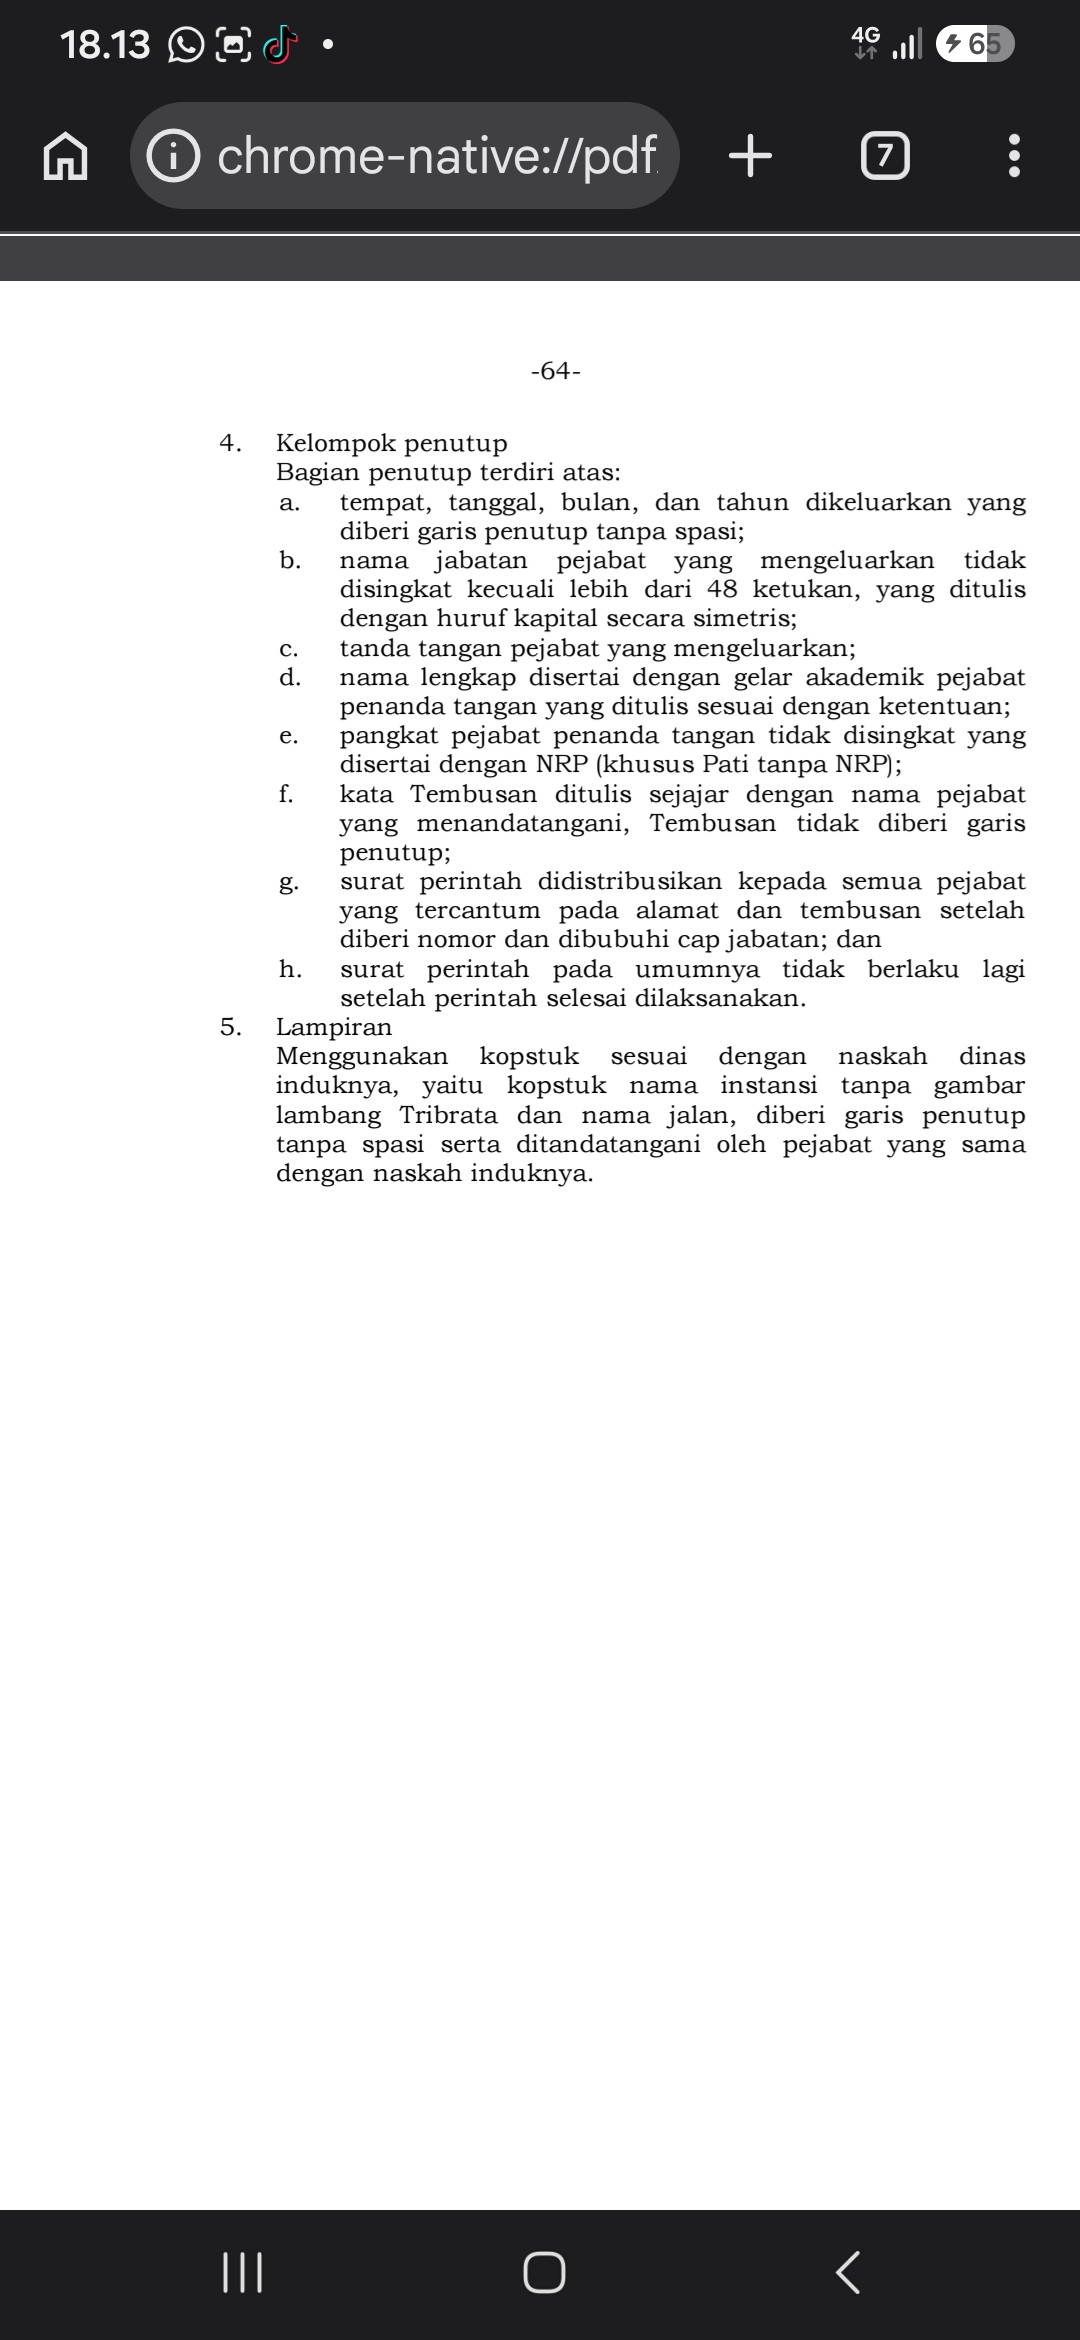 18.13
4G
65
chrome-native://pdf
7
-64-
4. Kelompok penutup
Bagian penutup terdiri atas:
a. tempat, tanggal, bulan, dan tahun dikeluarkan yang
diberi garis penutup tanpa spasi;
b. nama jabatan pejabat yang mengeluarkan tidak
disingkat kecuali lebih dari 48 ketukan, yang ditulis
dengan huruf kapital secara simetris;
c. tanda tangan pejabat yang mengeluarkan;
d. nama lengkap disertai dengan gelar akademik pejabat
penanda tangan yang ditulis sesuai dengan ketentuan;
e. pangkat pejabat penanda tangan tidak disingkat yang
disertai dengan NRP (khusus Pati tanpa NRP);
f. kata Tembusan ditulis sejajar dengan nama pejabat
yang menandatangani, Tembusan tidak diberi garis
penutup;
g. surat perintah didistribusikan kepada semua pejabat
yang tercantum pada alamat dan tembusan setelah
diberi nomor dan dibubuhi cap jabatan; dan
h. surat perintah pada umumnya tidak berlaku lagi
setelah perintah selesai dilaksanakan.
5. Lampiran
Menggunakan kopstuk sesuai dengan naskah dinas
induknya, yaitu kopstuk nama instansi tanpa gambar
lambang Tribrata dan nama jalan, diberi garis penutup
tanpa spasi serta ditandatangani oleh pejabat yang sama
dengan naskah induknya.